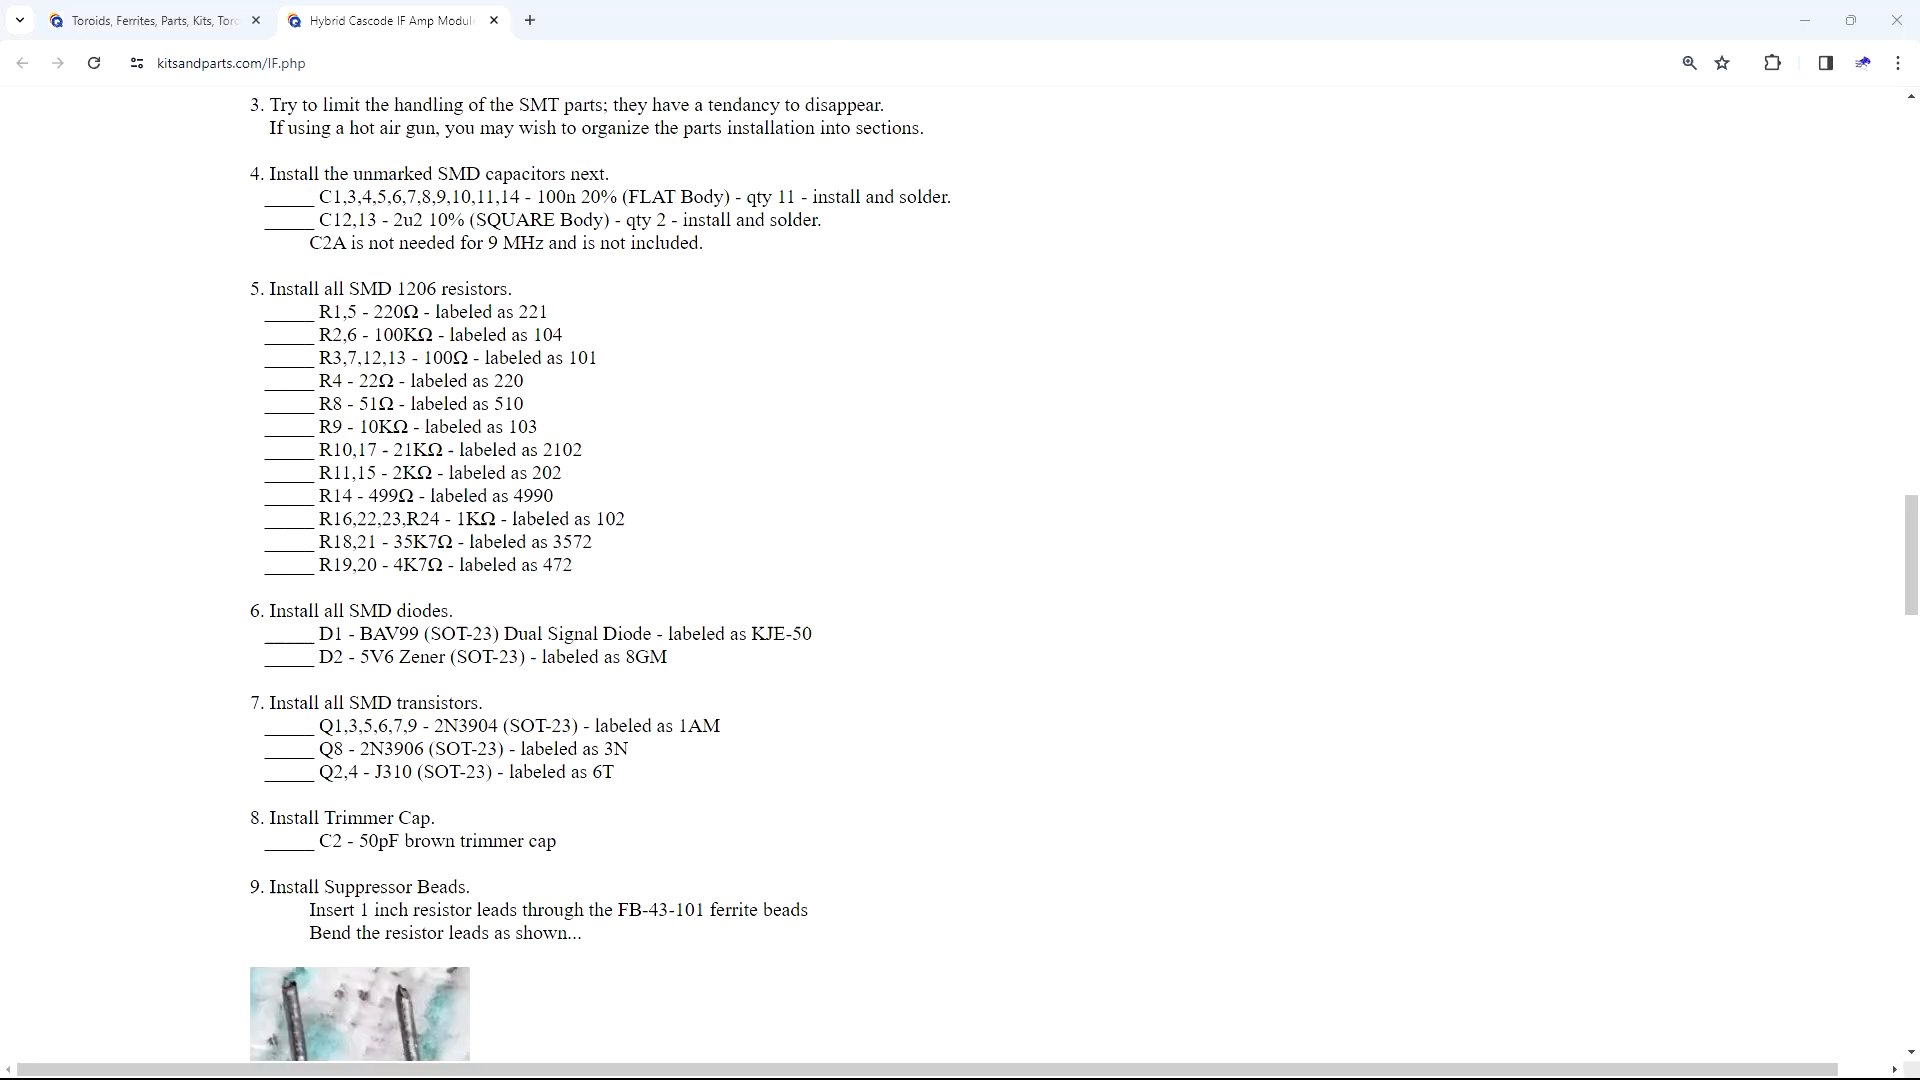 Toroids, Ferrites, Parts, Kits, Toro
Hybrid Cascode IF Amp Module
kitsandparts.com/IF.php
3. Try to limit the handling of the SMT parts; they have a tendancy to disappear.
If using a hot air gun, you may wish to organize the parts installation into sections.
4. Install the unmarked SMD capacitors next.
_____ C1,3,4,5,6,7,8,9,10,11,14 - 100n 20% (FLAT Body) - qty 11 - install and solder.
_____ C12,13 - 2u2 10% (SQUARE Body) - qty 2 - install and solder.
C2A is not needed for 9 MHz and is not included.
5. Install all SMD 1206 resistors.
_____ R1,5 - 220Ω - labeled as 221
_____ R2,6 - 100KΩ - labeled as 104
_____ R3,7,12,13 - 100Ω - labeled as 101
_____ R4 - 22Ω - labeled as 220
_____ R8 - 51Ω - labeled as 510
_____ R9 - 10KΩ - labeled as 103
_____ R10,17 - 21KΩ - labeled as 2102
_____ R11,15 - 2KΩ - labeled as 202
_____ R14 - 499Ω - labeled as 4990
_____ R16,22,23,R24 - 1KΩ - labeled as 102
_____ R18,21 - 35K7Ω - labeled as 3572
_____ R19,20 - 4K7Ω - labeled as 472
6. Install all SMD diodes.
_____ D1 - BAV99 (SOT-23) Dual Signal Diode - labeled as KJE-50
_____ D2 - 5V6 Zener (SOT-23) - labeled as 8GM
7. Install all SMD transistors.
_____ Q1,3,5,6,7,9 - 2N3904 (SOT-23) - labeled as 1AM
_____ Q8 - 2N3906 (SOT-23) - labeled as 3N
_____ Q2,4 - J310 (SOT-23) - labeled as 6T
8. Install Trimmer Cap.
_____ C2 - 50pF brown trimmer cap
9. Install Suppressor Beads.
Insert 1 inch resistor leads through the FB-43-101 ferrite beads
Bend the resistor leads as shown...